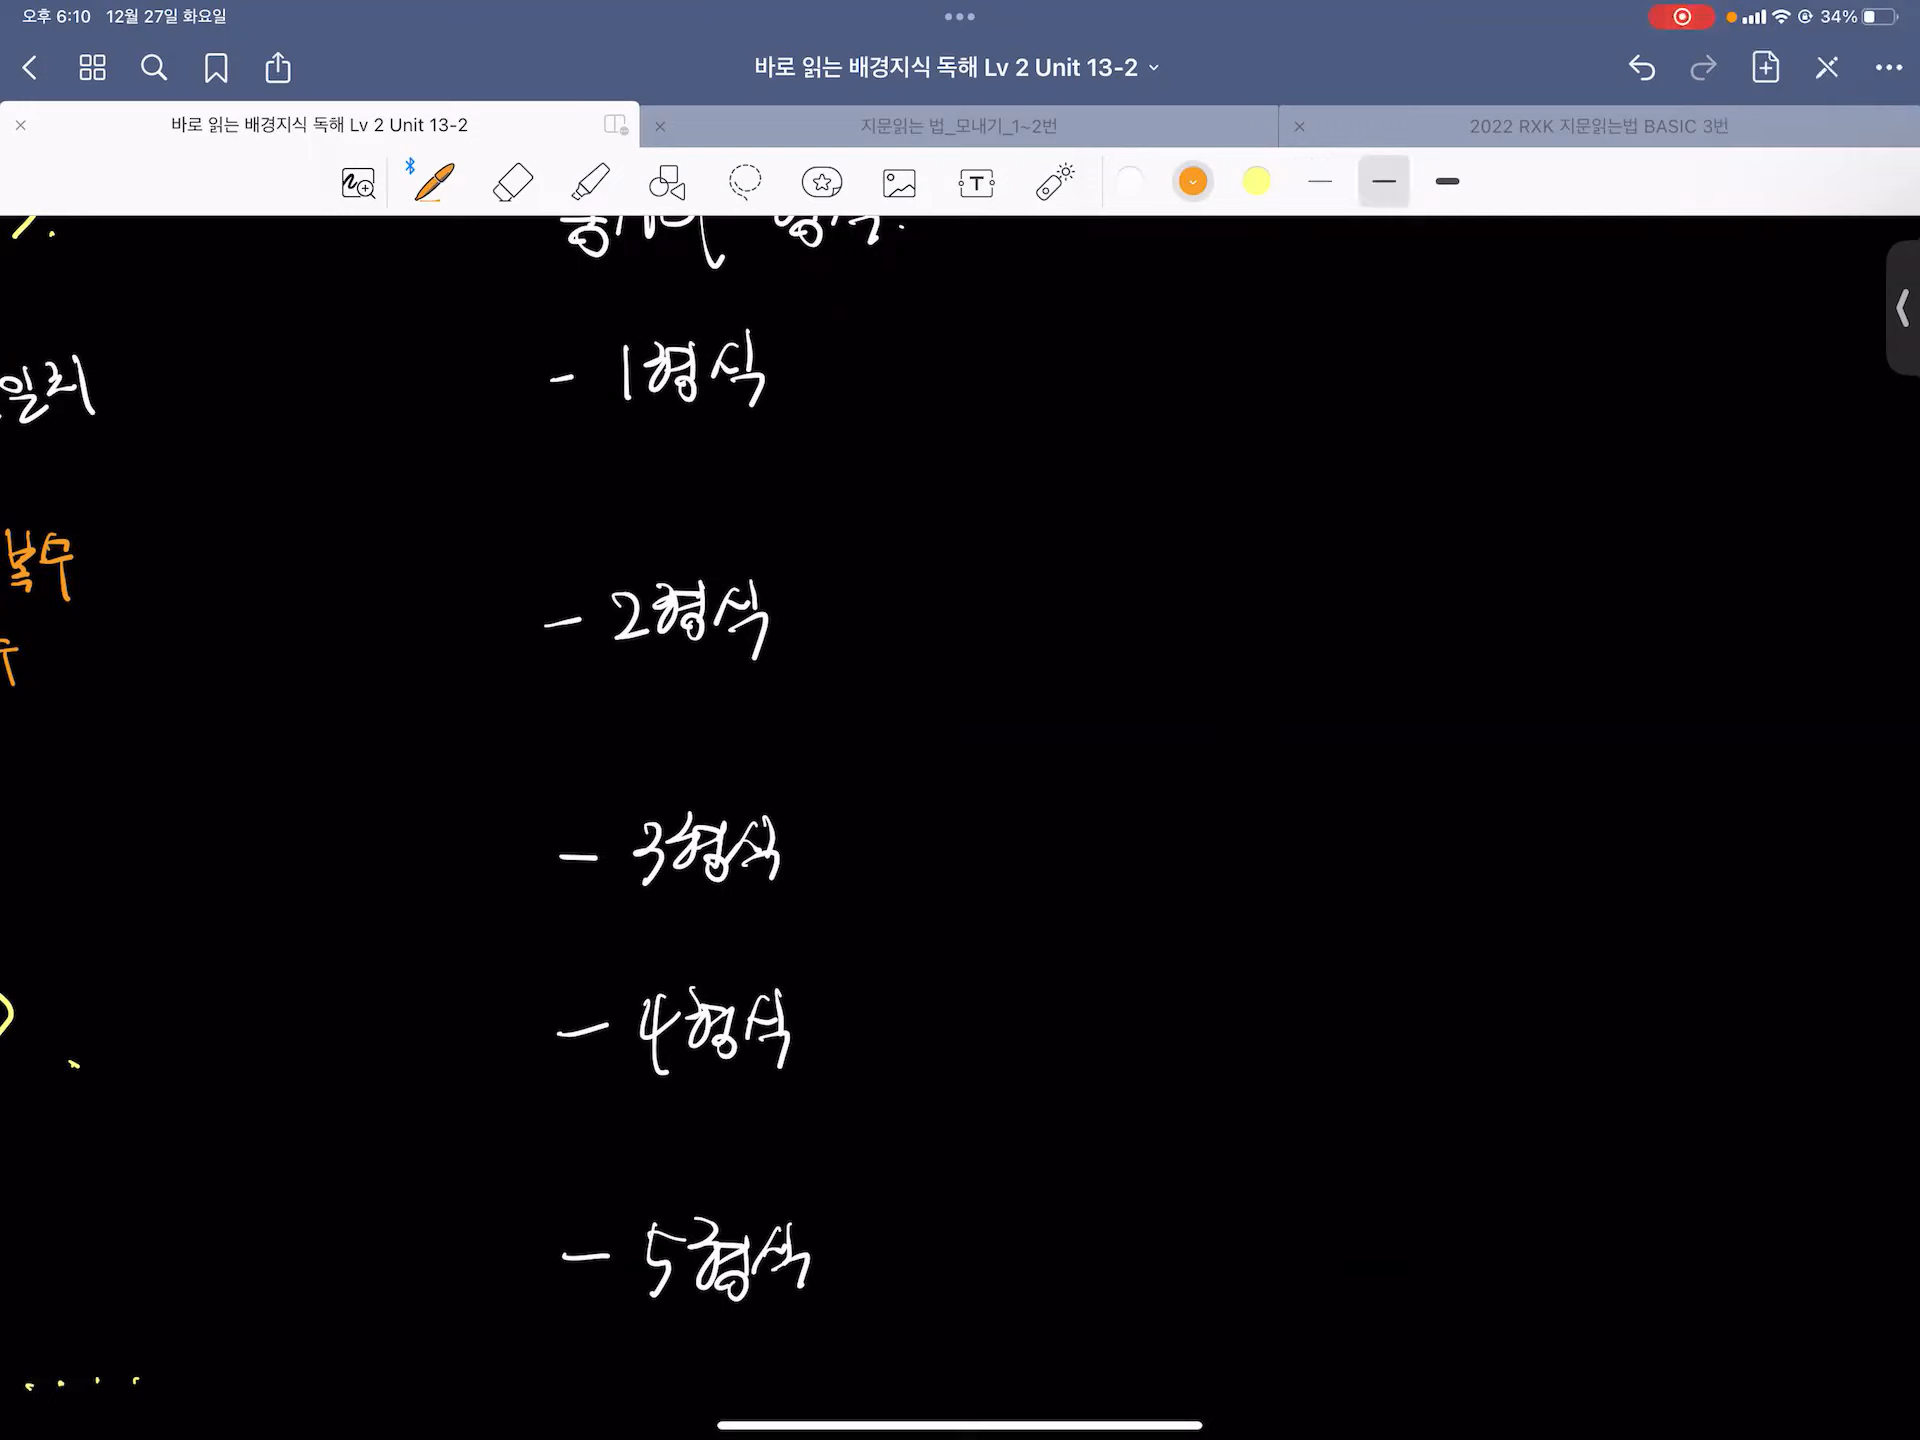 오후 6:10 12월 27일 화요일
34%
바로 읽는 배경지식 독해 Lv 2 Unit 13-2
바로 읽는 배경지식 독해 Lv 2 Unit 13-2
지문읽는 법_모내기_1~2번
2022 RXK 지문읽는법 BASIC 3번
- 1형식
일리
복수
- 2형식
- 3형식
- 4형식
- 5형식